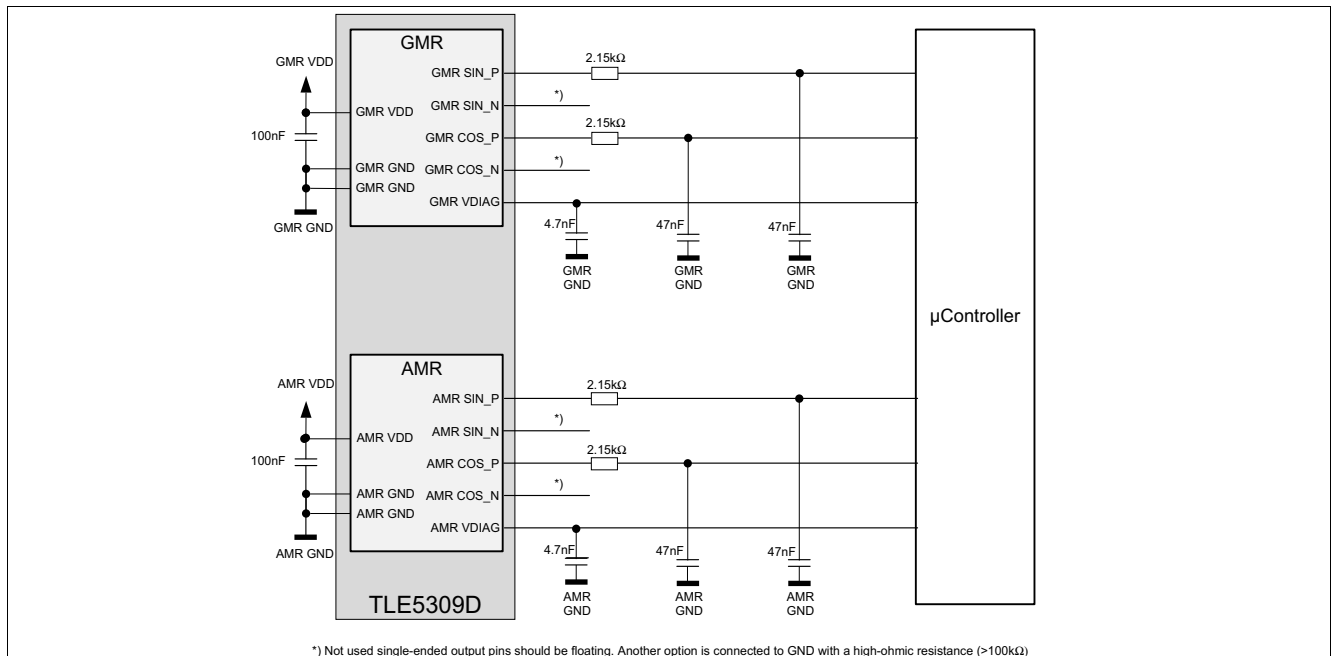 GMR
GMR VDD
GMR SIN_P
2.15kΩ
GMR VDD
GMR SIN_N
*)
100nF
GMR COS_P
2.15kΩ
GMR GND
GMR COS_N
*)
GMR GND
GMR VDIAG
GMR GND
4.7nF
47nF
47nF
GMR
GND
GMR
GND
GMR
GND
µController
AMR
AMR VDD
AMR SIN_P
2.15kΩ
AMR VDD
AMR SIN_N
*)
100nF
AMR COS_P
2.15kΩ
AMR GND
AMR COS_N
*)
AMR GND
AMR VDIAG
AMR GND
4.7nF
47nF
47nF
AMR
GND
AMR
GND
AMR
GND
TLE5309D
*) Not used single-ended output pins should be floating. Another option is connected to GND with a high-ohmic resistance (>100kΩ)